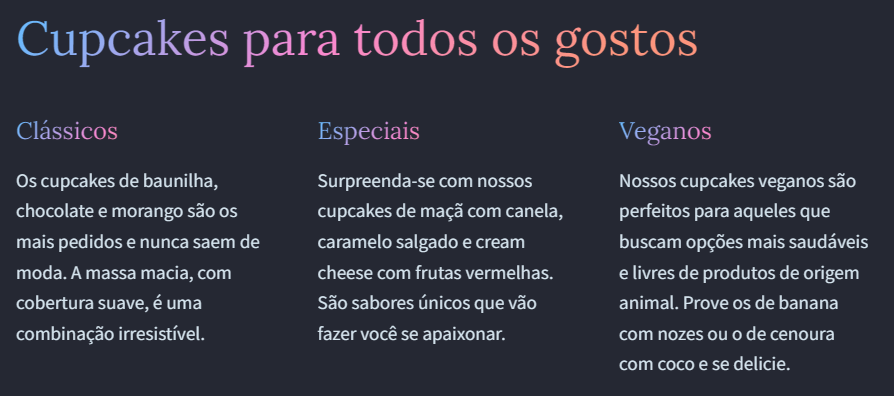 Cupcakes para todos os gostos
Clássicos
Os cupcakes de baunilha,
chocolate e morango são os
mais pedidos e nunca saem de
moda. A massa macia, com
cobertura suave, é uma
combinação irresistível.
Especiais
Surpreenda-se com nossos
cupcakes de maçã com canela,
caramelo salgado e cream
cheese com frutas vermelhas.
São sabores únicos que vão
fazer você se apaixonar.
Veganos
Nossos cupcakes veganos são
perfeitos para aqueles que
buscam opções mais saudáveis
e livres de produtos de origem
animal. Prove os de banana
com nozes ou o de cenoura
com coco e se delicie.